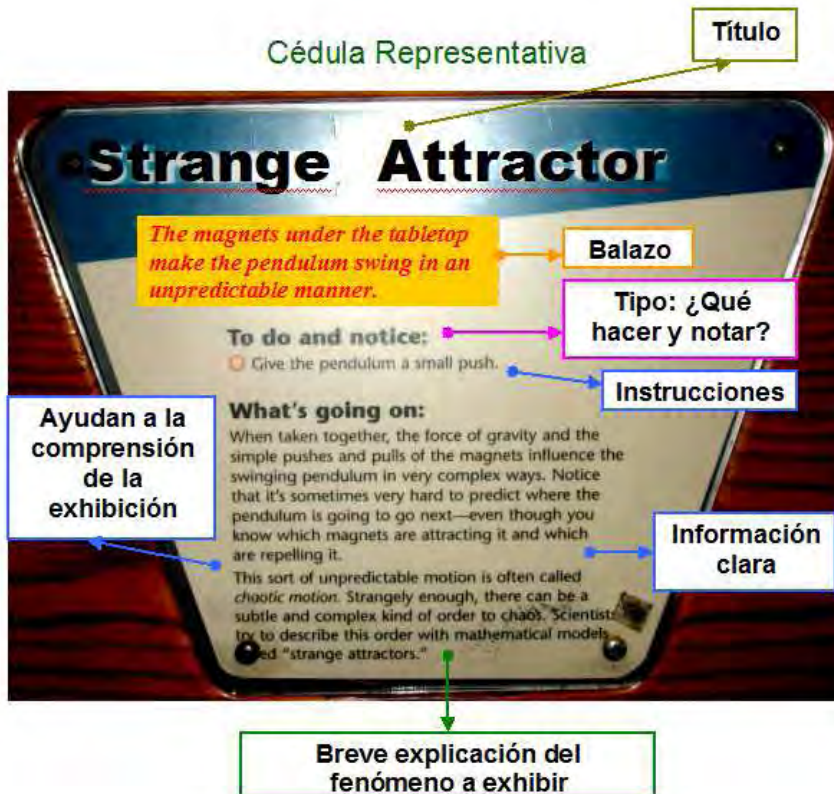 Cédula Representativa
Título
Strange Attractor
The magnets under the tabletop
make the pendulum swing in an
unpredictable manner.
Balazo
Tipo: ¿Qué
hacer y notar?
To do and notice:
Give the pendulum a small push.
Instrucciones
What's going on:
When taken together, the force of gravity and the
simple pushes and pulls of the magnets influence the
swinging pendulum in very complex ways. Notice
that it's sometimes very hard to predict where the
pendulum is going to go next—even though you
know which magnets are attracting it and which
are repelling it.
This sort of unpredictable motion is often called
chaotic motion. Strangely enough, there can be a
subtle and complex kind of order to chaos. Scientists
try to describe this order with mathematical models
"strange attractors."
Ayudan a la
comprensión
de la
exhibición
Información
clara
Breve explicación del
fenómeno a exhibir